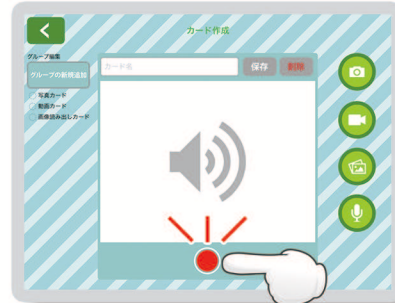 カード作成
グループ編集
グループの新規追加
写真カード
動画カード
画像読み出しカード
カード名
保存
削除